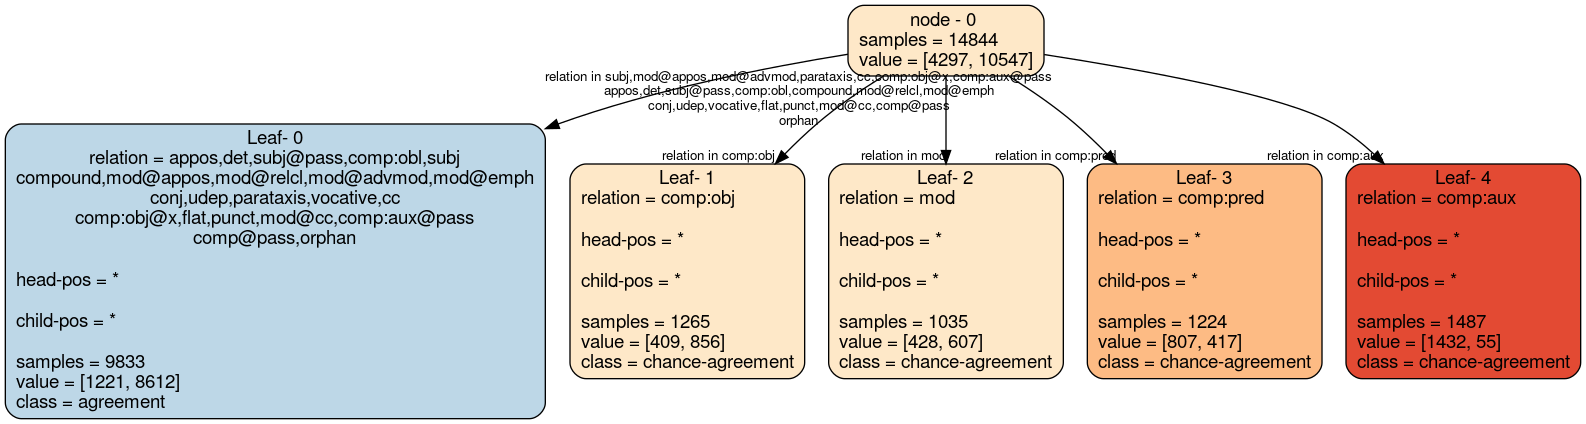 node - 0
samples = 14844
value = [4297, 10547]
relation in subj,mod@appos,mod@advmod,parataxis,cc,comp:obj@x,comp:aux@pass
appos,det,subj@pass,comp:obl,compound,mod@relcl,mod@emph
conj,udep,vocative,flat,punct,mod@cc,comp@pass
orphan
relation in comp:obj
relation in mod
relation in comp:pred
relation in comp:aux
Leaf- 0
relation = appos,det,subj@pass,comp:obl,subj
compound,mod@appos,mod@relcl,mod@advmod,mod@emph
conj,udep,parataxis,vocative,cc
comp:obj@x,flat,punct,mod@cc,comp:aux@pass
comp@pass,orphan
head-pos = *
child-pos = *
samples = 9833
value = [1221, 8612]
class = agreement
Leaf- 1
relation = comp:obj
head-pos = *
child-pos = *
samples = 1265
value = [409, 856]
class = chance-agreement
Leaf- 2
relation = mod
head-pos = *
child-pos = *
samples = 1035
value = [428, 607]
class = chance-agreement
Leaf- 3
relation = comp:pred
head-pos = *
child-pos = *
samples = 1224
value = [807, 417]
class = chance-agreement
Leaf- 4
relation = comp:aux
head-pos = *
child-pos = *
samples = 1487
value = [1432, 55]
class = chance-agreement